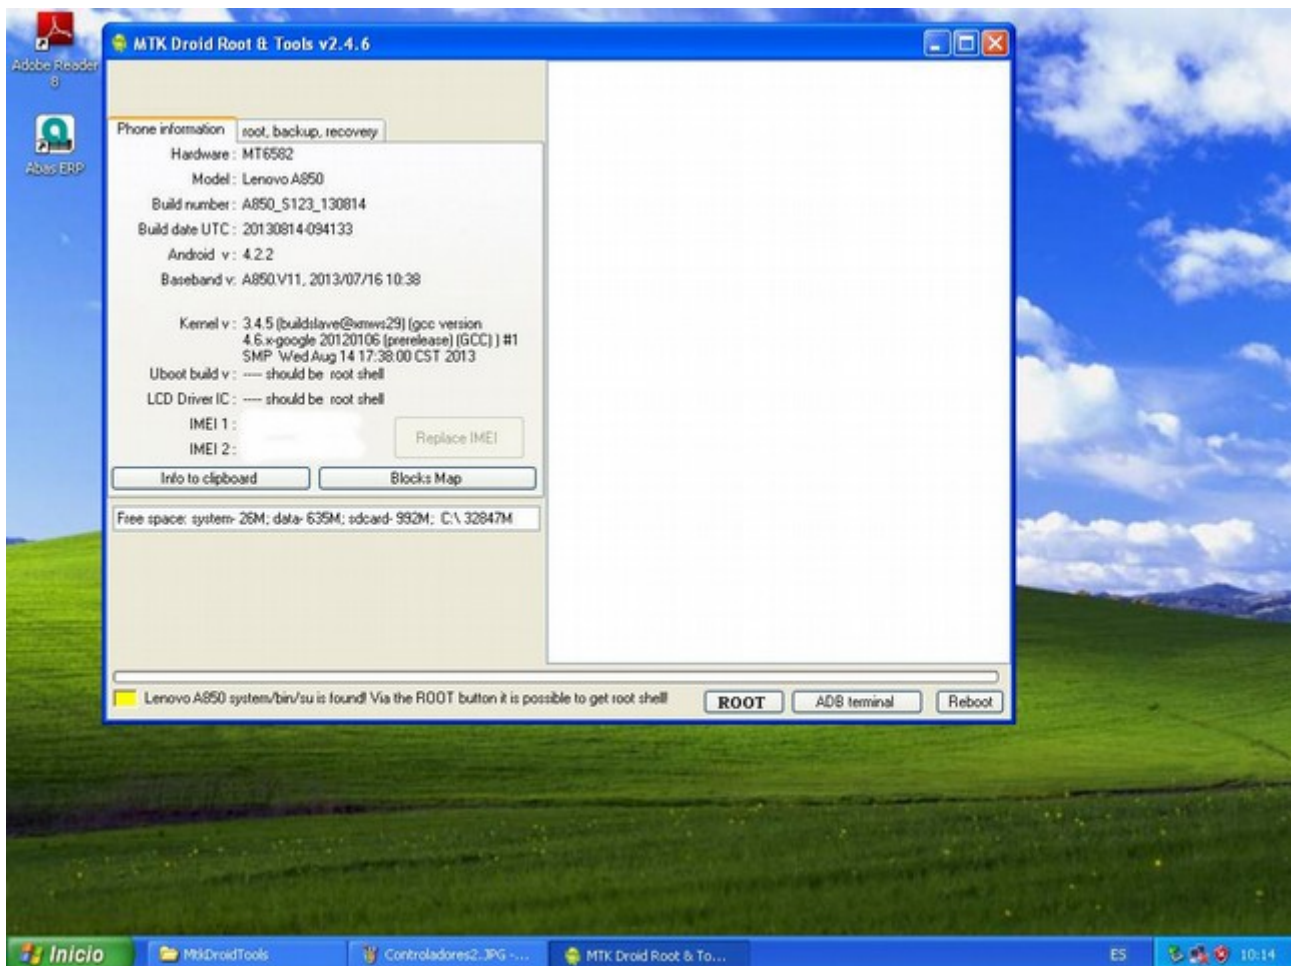 Adobe Reader
8
Abas ERP
MTK Droid Root & Tools v2.4.6
Phone information
root, backup, recovery
Hardware : MT6582
Model : Lenovo A850
Build number : A850_S123_130814
Build date UTC : 20130814-094133
Android v : 4.2.2
Baseband v: A850.V11, 2013/07/16 10:38
Kernel v : 3.4.5 (buildslave@xmws29) (gcc version
4.6.x-google 20120106 (prerelease) (GCC) ) #1
SMP Wed Aug 14 17:38:00 CST 2013
Uboot build v : ---- should be root shell
LCD Driver IC : ---- should be root shell
IMEI 1 :
IMEI 2 :
Replace IMEI
Info to clipboard
Blocks Map
Free space: system- 26M; data- 635M; sdcard- 992M; C:\ 32847M
Lenovo A850 system/bin/su is found! Via the ROOT button it is possible to get root shell!
ROOT
ADB terminal
Reboot
Inicio
MtkDroidTools
Controladores2.JPG -...
MTK Droid Root & To...
ES
10:14